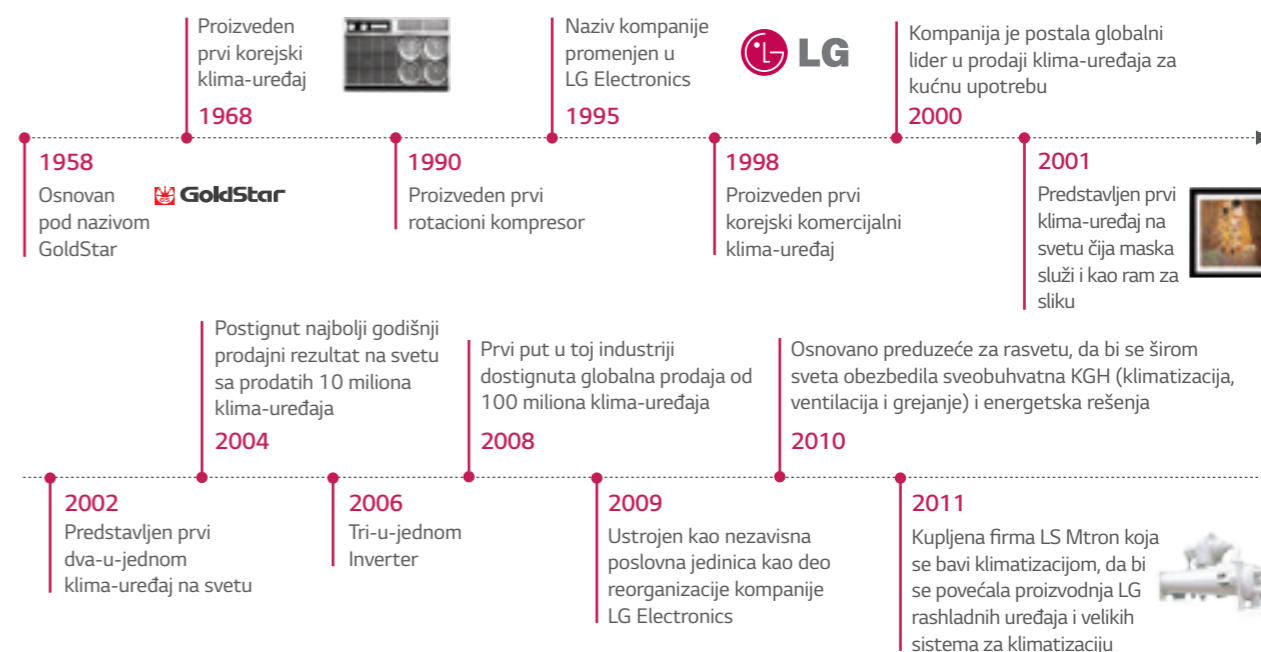 Proizveden
prvi korejski
klima-uređaj
1968
Naziv kompanije
promenjen u
LG Electronics
1995
LG
Kompanija je postala globalni
lider u prodaji klima-uređaja za
kućnu upotrebu
2000
1958
Osnovan
pod nazivom
GoldStar
GoldStar
1990
Proizveden prvi
rotacioni kompresor
1998
Proizveden prvi
korejski komercijalni
klima-uređaj
2001
Predstavljen prvi
klima-uređaj na
svetu čija maska
služi i kao ram za
sliku
Postignut najbolji godišnji
prodajni rezultat na svetu
sa prodatih 10 miliona
klima-uređaja
2004
Prvi put u toj industriji
dostignuta globalna prodaja od
100 miliona klima-uređaja
2008
Osnovano preduzeće za rasvetu, da bi se širom
sveta obezbedila sveobuhvatna KGH (klimatizacija,
ventilacija i grejanje) i energetska rešenja
2010
2002
Predstavljen prvi
dva-u-jednom
klima-uređaj na svetu
2006
Tri-u-jednom
Inverter
2009
Ustrojen kao nezavisna
poslovna jedinica kao deo
reorganizacije kompanije
LG Electronics
2011
Kupljena firma LS Mtron koja
se bavi klimatizacijom, da bi
se povećala proizvodnja LG
rashladnih uređaja i velikih
sistema za klimatizaciju